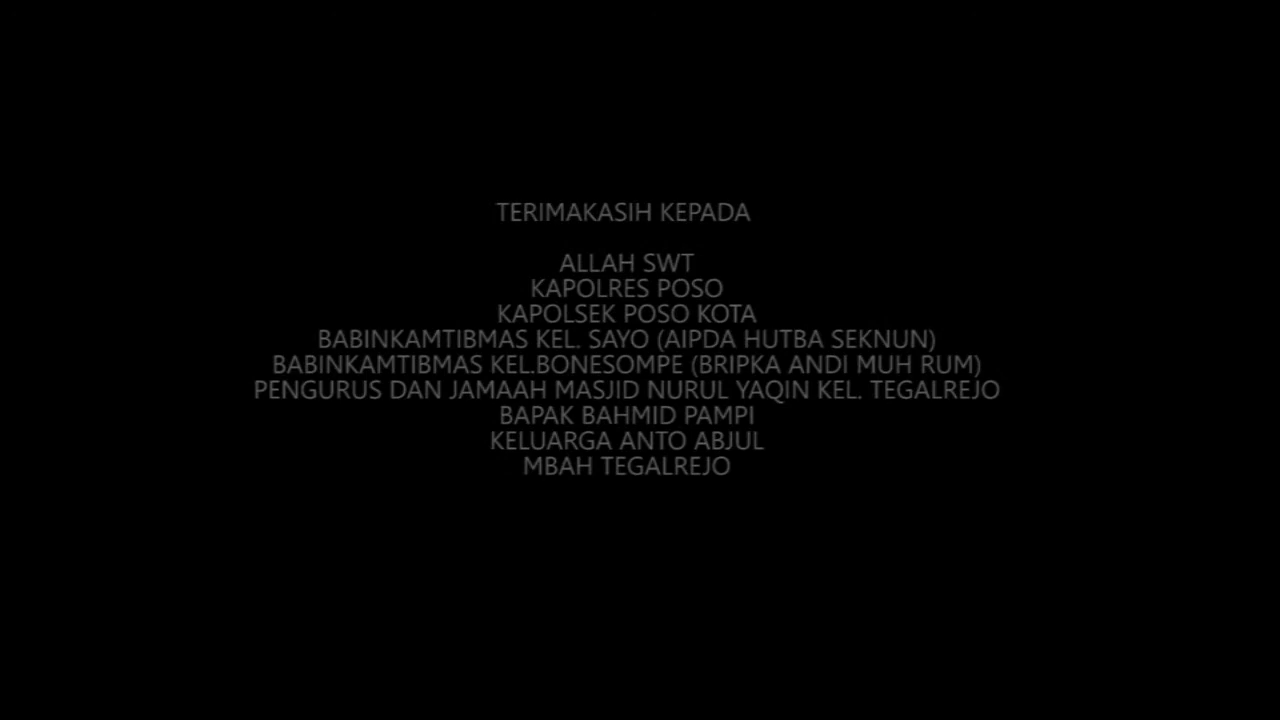 TERIMAKASIH KEPADA
ALLAH SWT
KAPOLRES POSO
KAPOLSEK POSO KOTA
BABINKAMTIBMAS KEL. SAYO (AIPDA HUTBA SEKNUN)
BABINKAMTIBMAS KEL.BONESOMPE (BRIPKA ANDI MUH RUM)
PENGURUS DAN JAMAAH MASJID NURUL YAQIN KEL. TEGALREJO
BAPAK BAHMID PAMPI
KELUARGA ANTO ABJUL
MBAH TEGALREJO